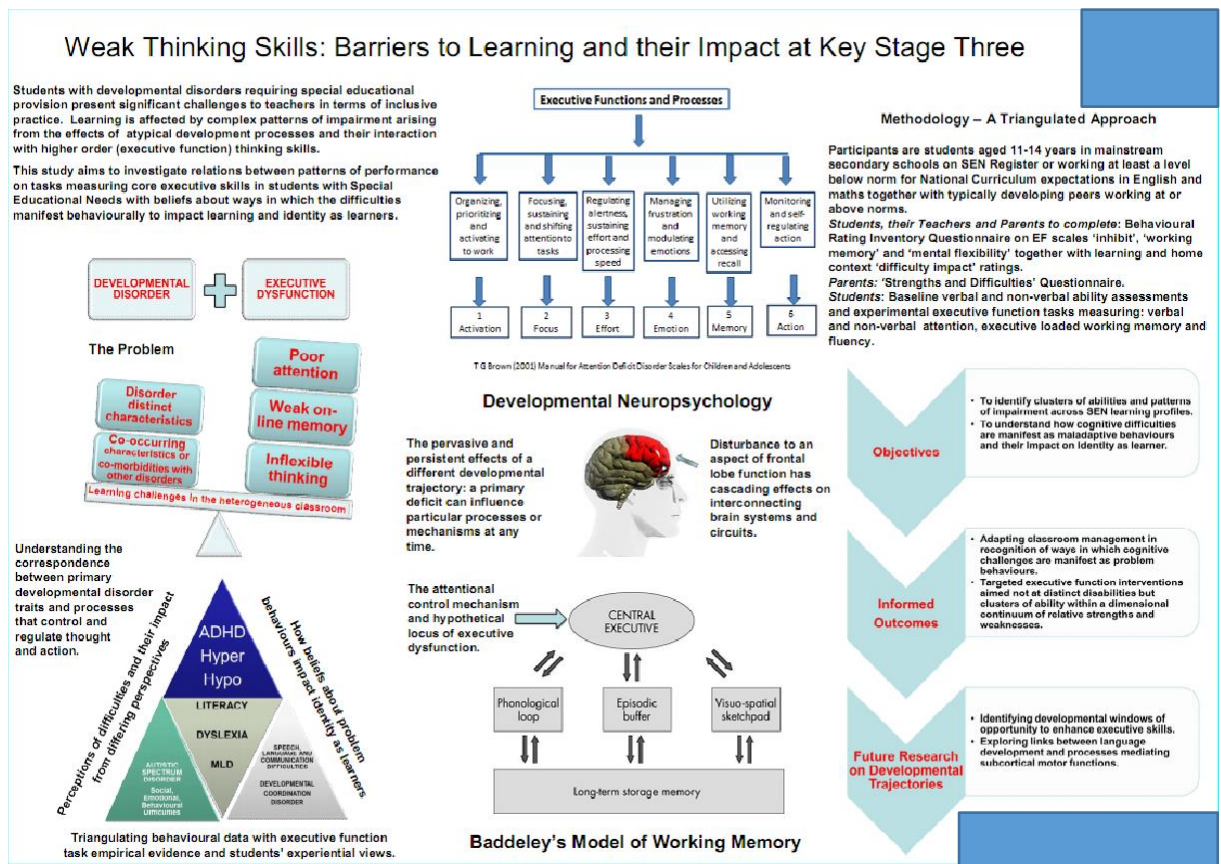 Weak Thinking Skills: Barriers to Learning and their Impact at Key Stage Three
Students with developmental disorders requiring special educational
provision present significant challenges to teachers in terms of inclusive
practice. Learning is affected by complex patterns of impairment arising
from the effects of atypical development processes and their interaction
with higher order (executive function) thinking skills.
This study aims to investigate relations between patterns of performance
on tasks measuring core executive skills in students with Special
Educational Needs with beliefs about ways in which the difficulties
manifest behaviourally to impact learning and identity as learners.
DEVELOPMENTAL
DISORDER
EXECUTIVE
DYSFUNCTION
The Problem
Disorder
distinct
characteristics
Co-occurring
characteristics or
co-morbidities with
other disorders
Poor
attention
Weak on-
line memory
Inflexible
thinking
Learning challenges in the heterogeneous classroom
Understanding the
correspondence
between primary
developmental disorder
traits and processes
that control and
regulate thought
and action.
Perceptions of difficulties and their impact
from differing perspectives
How beliefs about problem
behaviours impact identity as learners
ADHD
Hyper
Hypo
LITERACY
DYSLEXIA
MLD
AUTISTIC
SPECTRUM
DISORDER
Social,
Emotional,
Behavioural
Difficulties
SPEECH,
LANGUAGE AND
COMMUNICATION
DIFFICULTIES
DEVELOPMENTAL
COORDINATION
DISORDER
Triangulating behavioural data with executive function
task empirical evidence and students' experiential views.
Executive Functions and Processes
Organizing,
prioritizing
and
activating
to work
Focusing,
sustaining
and shifting
attention to
tasks
Regulating
alertness,
sustaining
effort and
processing
speed
Managing
frustration
and
modulating
emotions
Utilizing
working
memory
and
accessing
recall
Monitoring
and self-
regulating
action
1
Activation
2
Focus
3
Effort
4
Emotion
5
Memory
6
Action
T G Brown (2001) Manual for Attention Deficit Disorder Scales for Children and Adolescents
Developmental Neuropsychology
The pervasive and
persistent effects of a
different developmental
trajectory: a primary
deficit can influence
particular processes or
mechanisms at any
time.
Disturbance to an
aspect of frontal
lobe function has
cascading effects on
interconnecting
brain systems and
circuits.
The attentional
control mechanism
and hypothetical
locus of executive
dysfunction.
CENTRAL
EXECUTIVE
Phonological
loop
Episodic
buffer
Visuo-spatial
sketchpad
Long-term storage memory
Baddeley's Model of Working Memory
Methodology – A Triangulated Approach
Participants are students aged 11-14 years in mainstream
secondary schools on SEN Register or working at least a level
below norm for National Curriculum expectations in English and
maths together with typically developing peers working at or
above norms.
Students, their Teachers and Parents to complete: Behavioural
Rating Inventory Questionnaire on EF scales 'inhibit', 'working
memory' and 'mental flexibility' together with learning and home
context 'difficulty impact' ratings.
Parents: 'Strengths and Difficulties' Questionnaire.
Students: Baseline verbal and non-verbal ability assessments
and experimental executive function tasks measuring: verbal
and non-verbal attention, executive loaded working memory and
fluency.
Objectives
• To identify clusters of abilities and patterns
of impairment across SEN learning profiles.
• To understand how cognitive difficulties
are manifest as maladaptive behaviours
and their impact on Identity as learner.
Informed
Outcomes
• Adapting classroom management in
recognition of ways in which cognitive
challenges are manifest as problem
behaviours.
• Targeted executive function interventions
aimed not at distinct disabilities but
clusters of ability within a dimensional
continuum of relative strengths and
weaknesses.
Future Research
on Developmental
Trajectories
• Identifying developmental windows of
opportunity to enhance executive skills.
• Exploring links between language
development and processes mediating
subcortical motor functions.